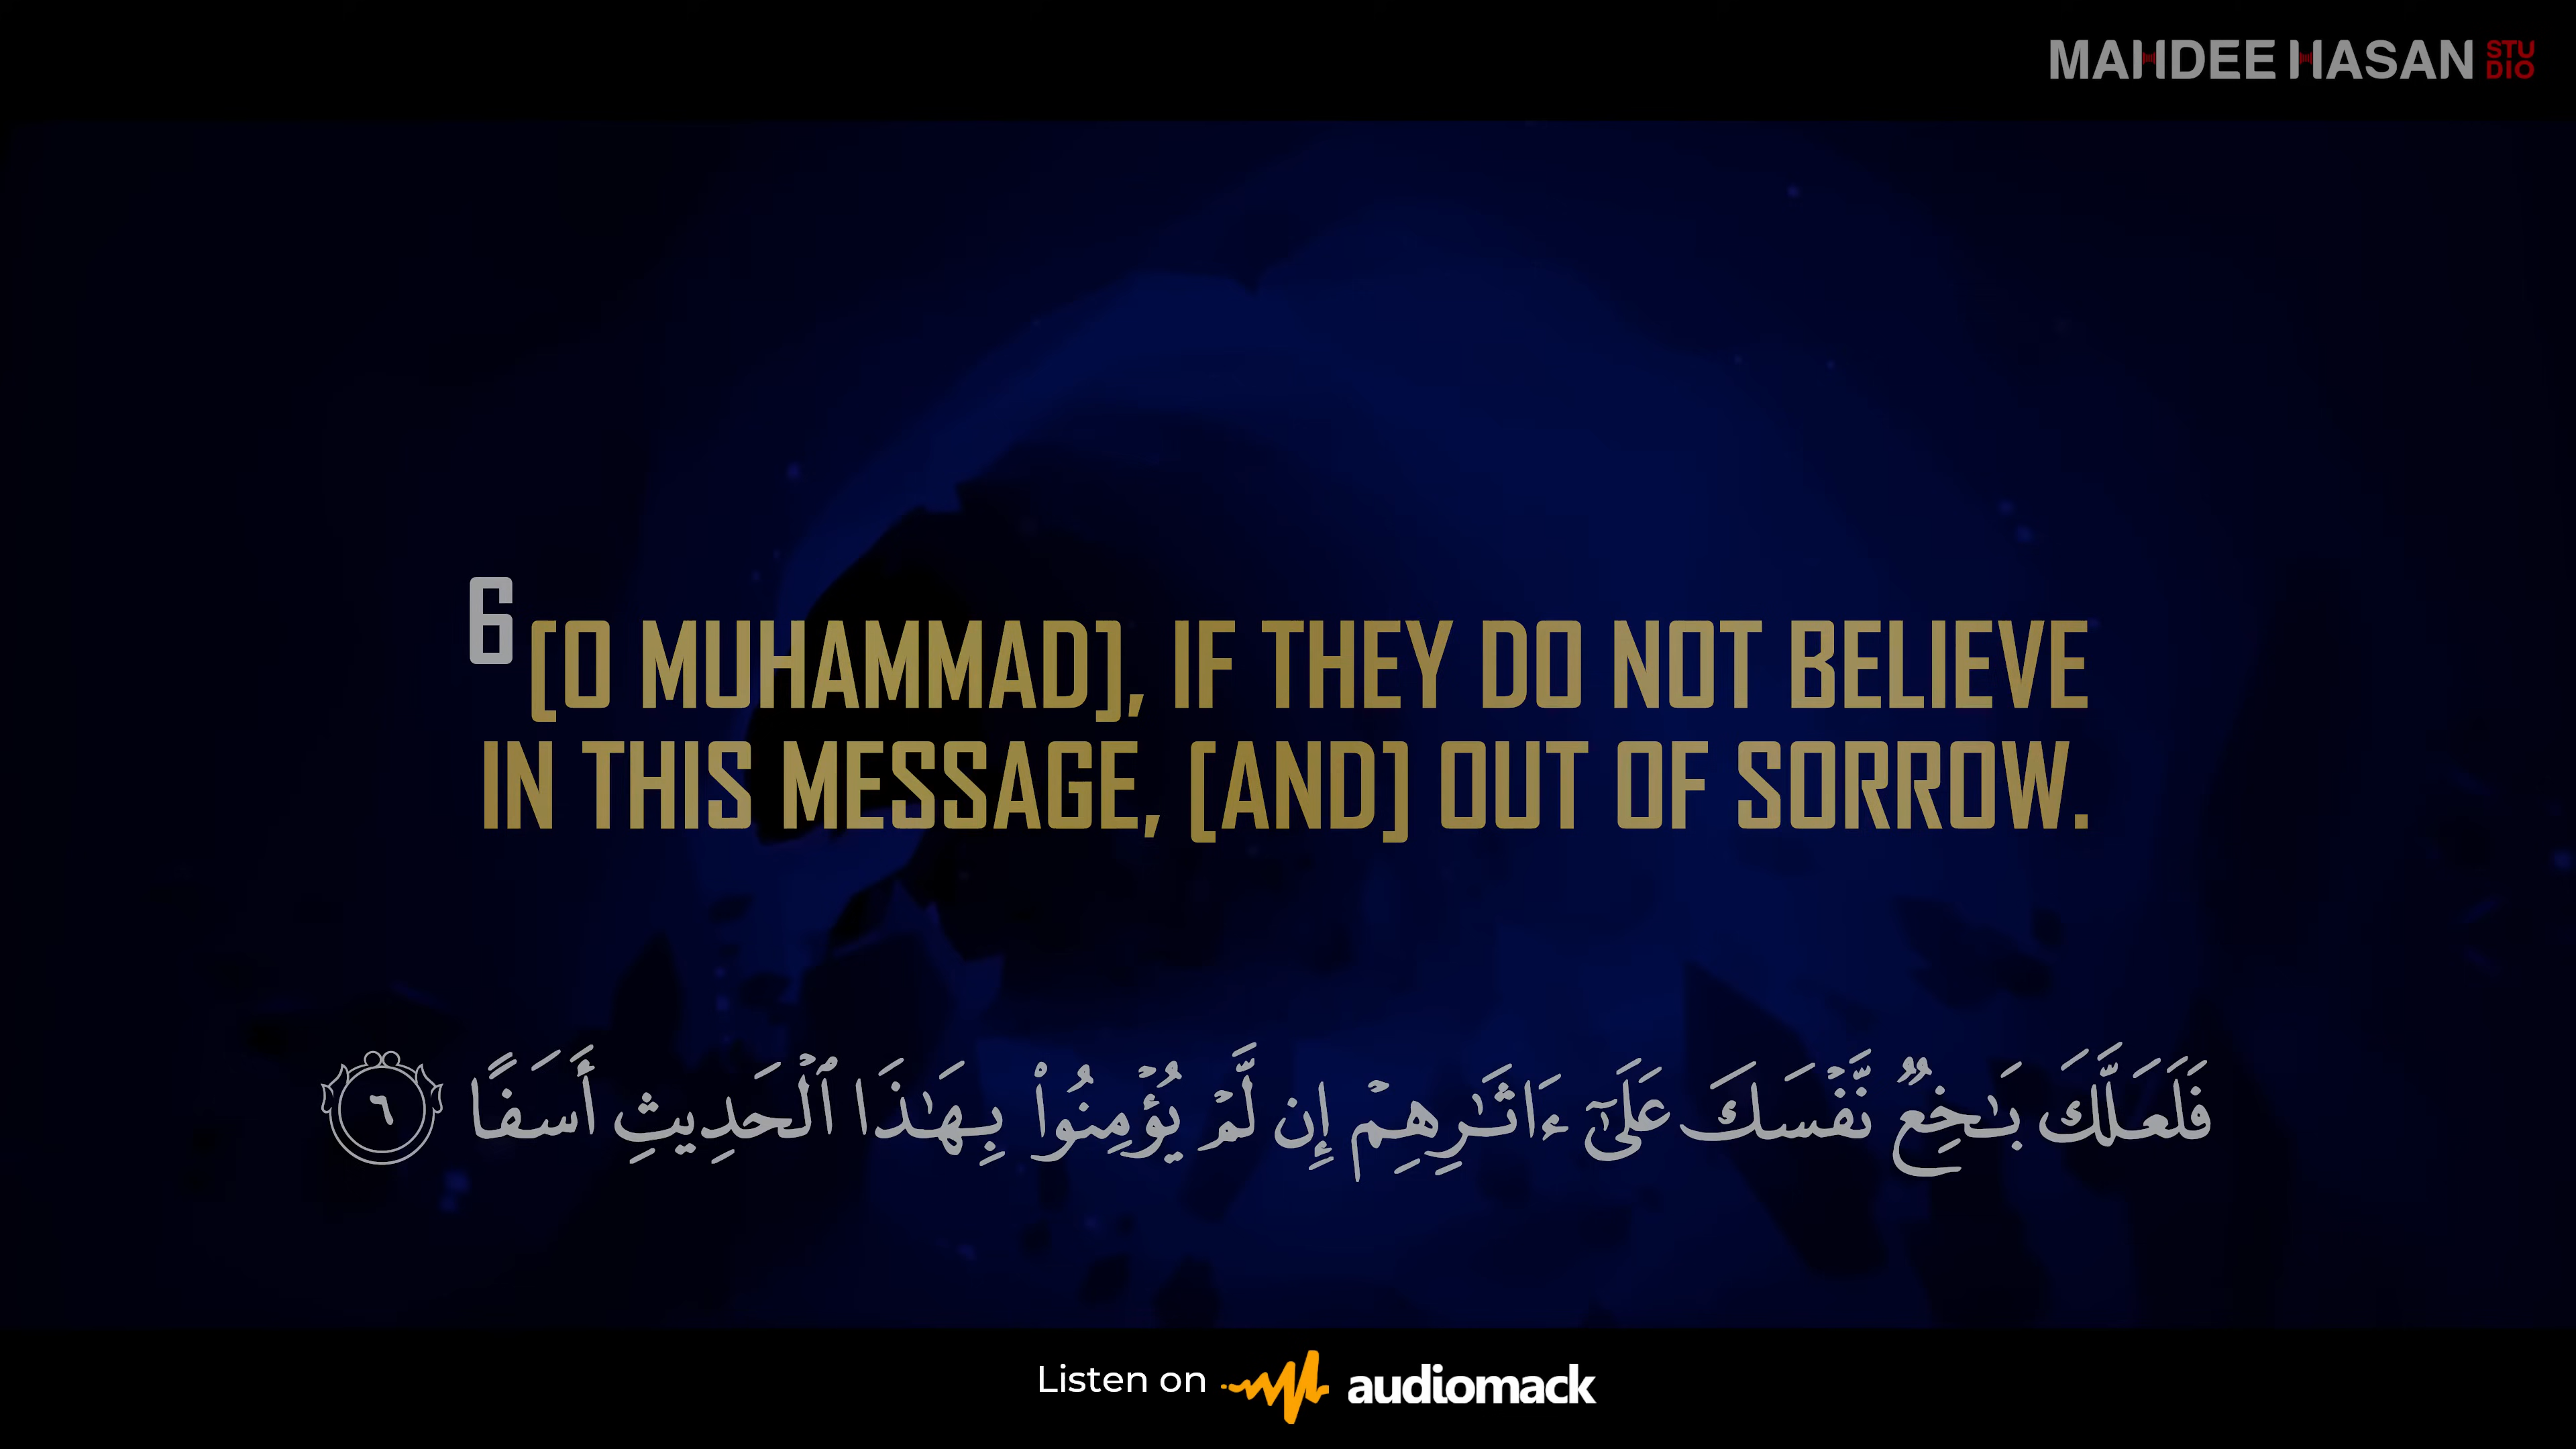 MAHDEE HASAN STUDIO
6 [O MUHAMMAD], IF THEY DO NOT BELIEVE
IN THIS MESSAGE, [AND] OUT OF SORROW.
فَلَعَلَّكَ بَـٰخِعٌ نَّفْسَكَ عَلَىٰٓ ءَاثَـٰرِهِمْ إِن لَّمْ يُؤْمِنُوا۟ بِهَـٰذَا ٱلْحَدِيثِ أَسَفًا ٦
Listen on audiomack